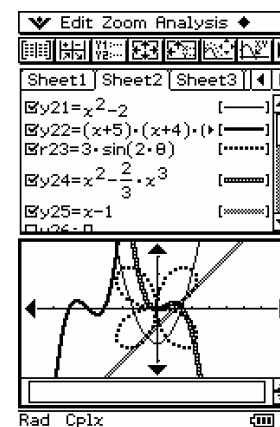 Edit Zoom Analysis
Sheet1 Sheet2 Sheet3
y21=x²-2
y22=(x+5)·(x+4)·(
r23=3·sin(2·θ)
y24=x²-2/3·x³
y25=x-1
Rad Cplx